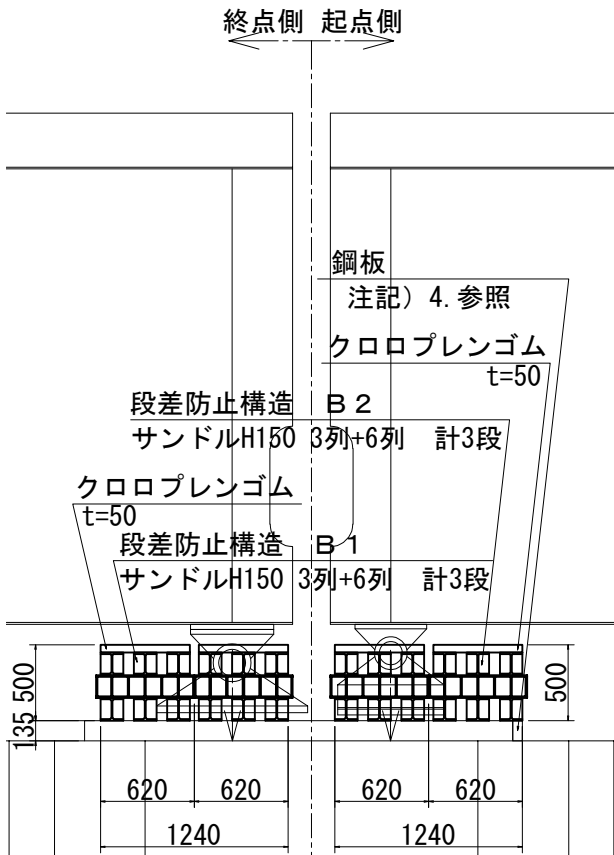 終点側 起点側
鋼板
注記）4.参照
クロロプレンゴム
t=50
段差防止構造　Ｂ２
サンドルH150 3列+6列　計3段
クロロプレンゴム
t=50
段差防止構造　Ｂ１
サンドルH150 3列+6列　計3段
500
135
500
620 620
620 620
1240
1240